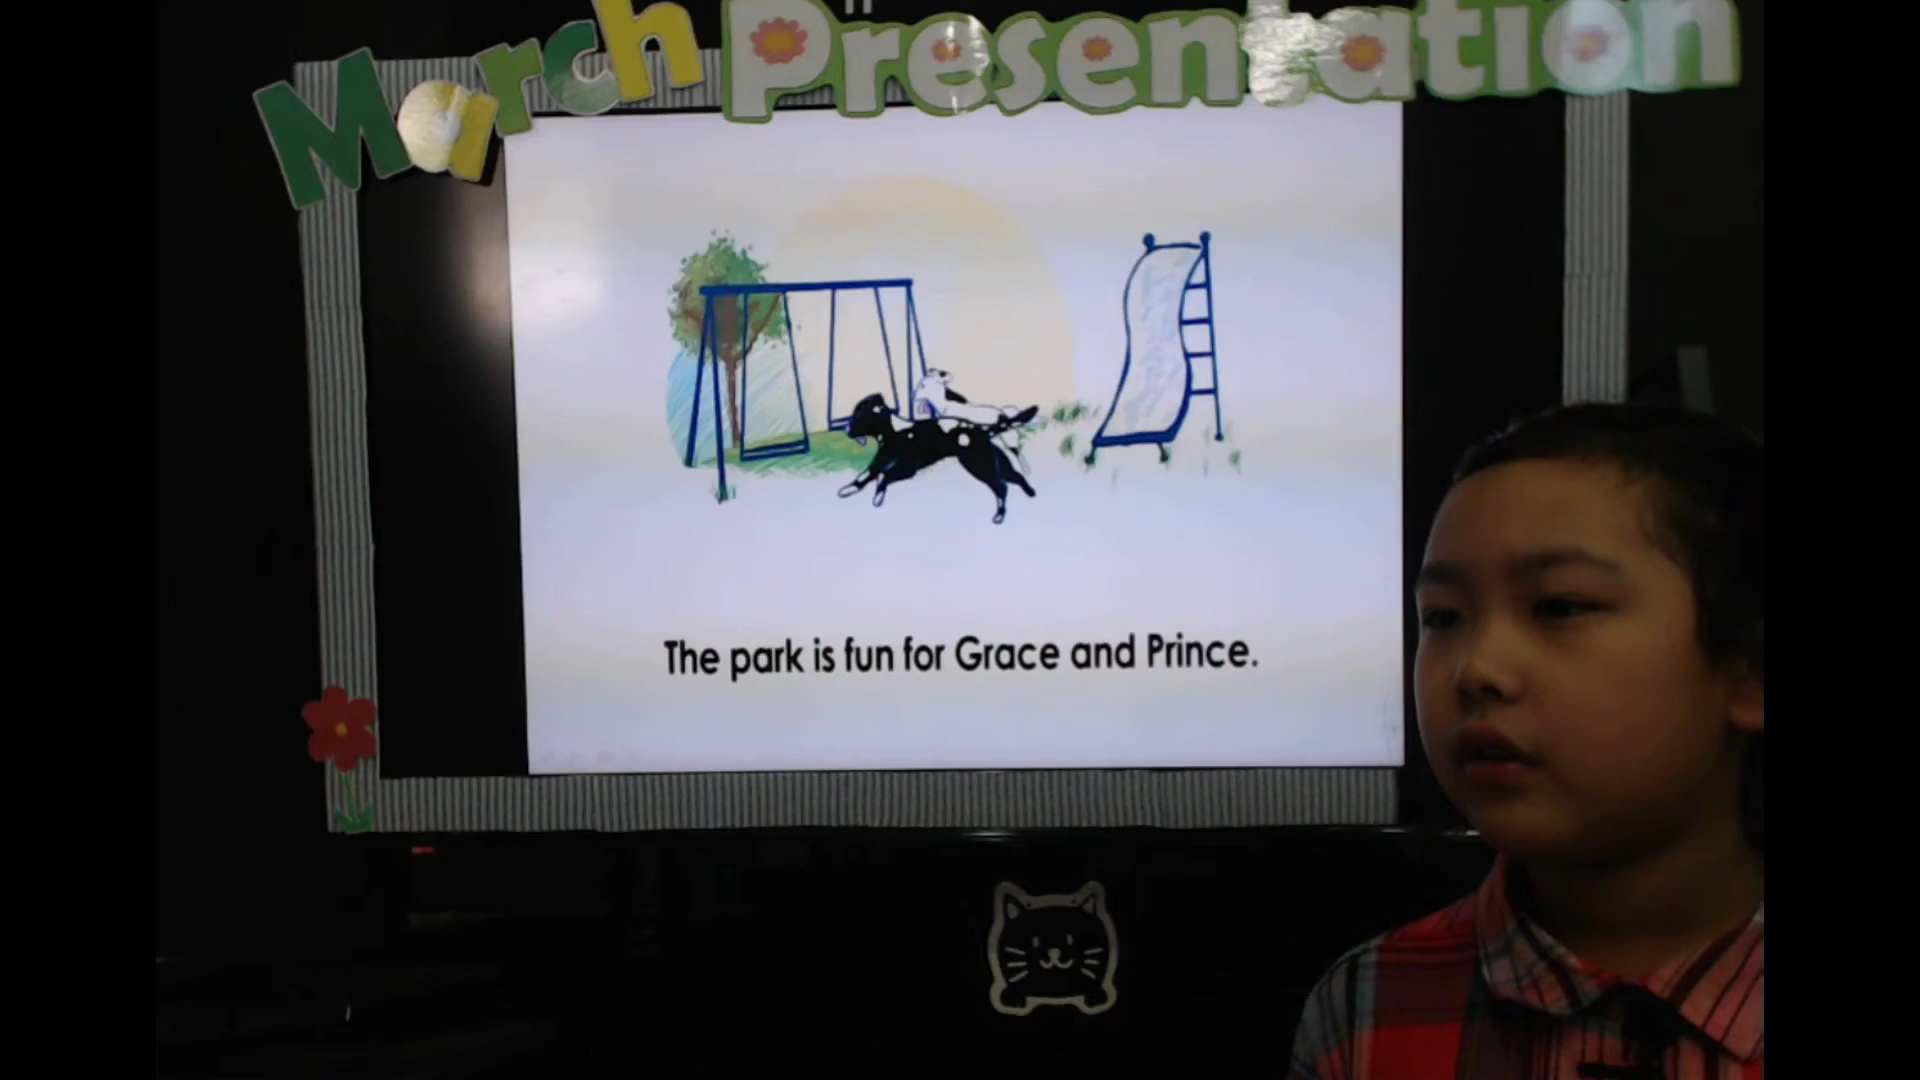 March Presentation
The park is fun for Grace and Prince.